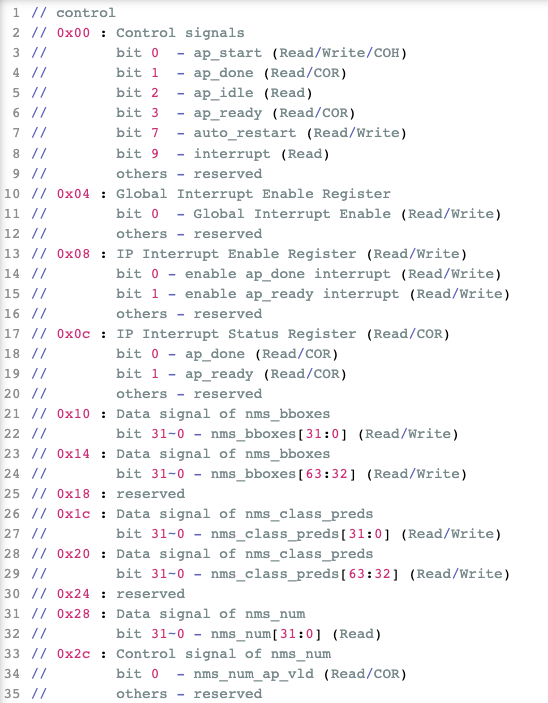 1 // control
2 // 0x00 : Control signals
3 //        bit 0  - ap_start (Read/Write/COH)
4 //        bit 1  - ap_done (Read/COR)
5 //        bit 2  - ap_idle (Read)
6 //        bit 3  - ap_ready (Read/COR)
7 //        bit 7  - auto_restart (Read/Write)
8 //        bit 9  - interrupt (Read)
9 //        others - reserved
10 // 0x04 : Global Interrupt Enable Register
11 //        bit 0  - Global Interrupt Enable (Read/Write)
12 //        others - reserved
13 // 0x08 : IP Interrupt Enable Register (Read/Write)
14 //        bit 0 - enable ap_done interrupt (Read/Write)
15 //        bit 1 - enable ap_ready interrupt (Read/Write)
16 //        others - reserved
17 // 0x0c : IP Interrupt Status Register (Read/COR)
18 //        bit 0 - ap_done (Read/COR)
19 //        bit 1 - ap_ready (Read/COR)
20 //        others - reserved
21 // 0x10 : Data signal of nms_bboxes
22 //        bit 31~0 - nms_bboxes[31:0] (Read/Write)
23 // 0x14 : Data signal of nms_bboxes
24 //        bit 31~0 - nms_bboxes[63:32] (Read/Write)
25 // 0x18 : reserved
26 // 0x1c : Data signal of nms_class_preds
27 //        bit 31~0 - nms_class_preds[31:0] (Read/Write)
28 // 0x20 : Data signal of nms_class_preds
29 //        bit 31~0 - nms_class_preds[63:32] (Read/Write)
30 // 0x24 : reserved
31 // 0x28 : Data signal of nms_num
32 //        bit 31~0 - nms_num[31:0] (Read)
33 // 0x2c : Control signal of nms_num
34 //        bit 0  - nms_num_ap_vld (Read/COR)
35 //        others - reserved